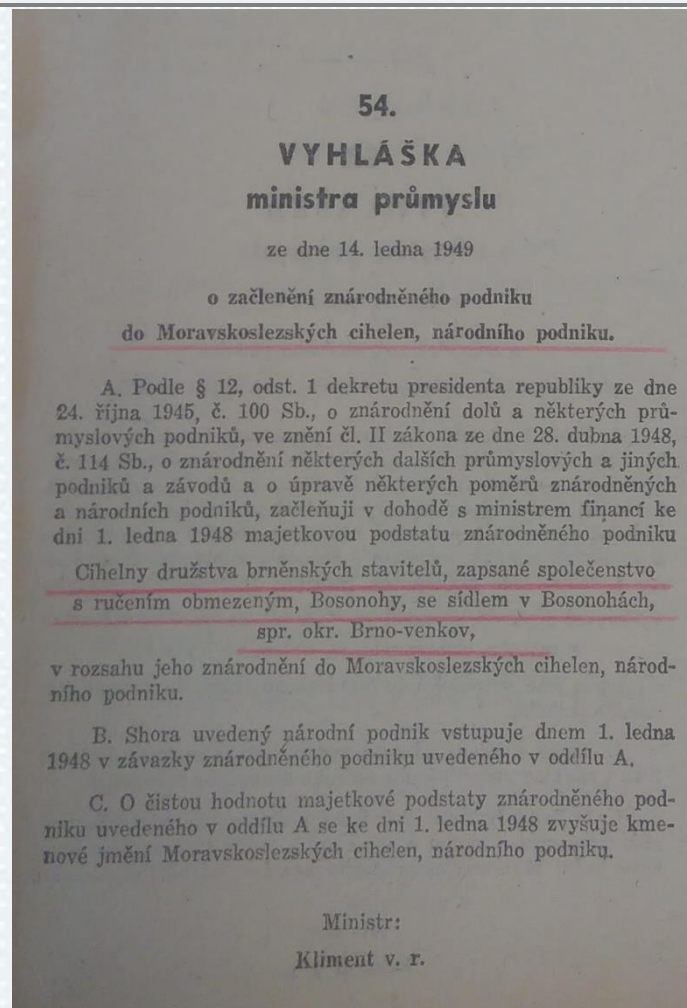 54.
VYHLÁŠKA
ministra průmyslu
ze dne 14. ledna 1949
o začlenění znárodněného podniku
do Moravskoslezských cihelen, národního podniku.
A. Podle § 12, odst. 1 dekretu presidenta republiky ze dne
24. října 1945, č. 100 Sb., o znárodnění dolů a některých prů-
myslových podniků, ve znění čl. II zákona ze dne 28. dubna 1948,
č. 114 Sb., o znárodnění některých dalších průmyslových a jiných
podniků a závodů a o úpravě některých poměrů znárodněných
a národních podniků, začleňuji v dohodě s ministrem financí ke
dni 1. ledna 1948 majetkovou podstatu znárodněného podniku
Cihelny družstva brněnských stavitelů, zapsané společenstvo
s ručením obmezeným, Bosonohy, se sídlem v Bosonohách,
spr. okr. Brno-venkov,
v rozsahu jeho znárodnění do Moravskoslezských cihelen, národ-
ního podniku.
B. Shora uvedený národní podnik vstupuje dnem 1. ledna
1948 v závazky znárodněného podniku uvedeného v oddílu A.
C. O čistou hodnotu majetkové podstaty znárodněného pod-
niku uvedeného v oddílu A se ke dni 1. ledna 1948 zvyšuje kme-
nové jmění Moravskoslezských cihelen, národního podniku.
Ministr:
Kliment v. r.